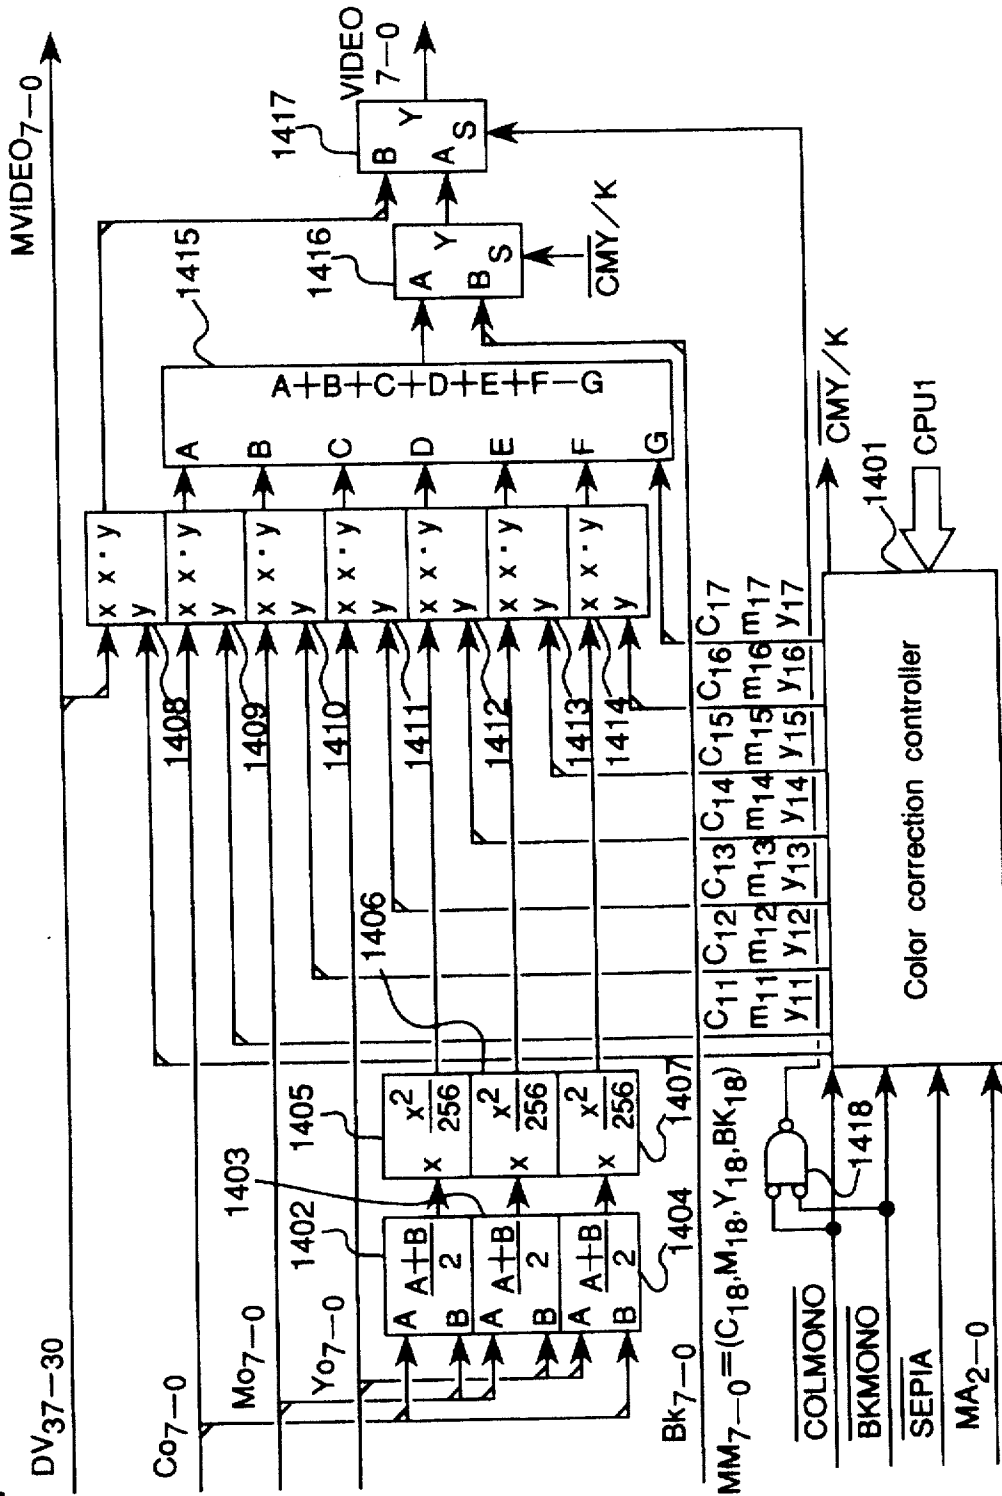 MVIDEO7—0
DV37—30
Co7—0
Mo7—0
Yo7—0
Bk7—0
MM7—0=(C18,M18,Y18,BK18)
COLMONO
BKMONO
SEPIA
MA2—0
1402
A A+B/2
B
1403
A A+B/2
B
A A+B/2
B
1404
1405
x x²/256
1406
x x²/256
x x²/256
1407
1418
x x·y
y
1408
x x·y
y
1409
x x·y
y
1410
x x·y
y
1411
x x·y
y
1412
x x·y
y
1413
x x·y
y
1414
1415
A
B
C
D
E
F
G
A+B+C+D+E+F−G
1416
A
B
Y
S
CMY/K
1417
B
A
Y
S
VIDEO
7—0
C11 C12 C13 C14 C15 C16 C17
m11 m12 m13 m14 m15 m16 m17
y11 y12 y13 y14 y15 y16 y17
CMY/K
1401
CPU1
Color correction controller